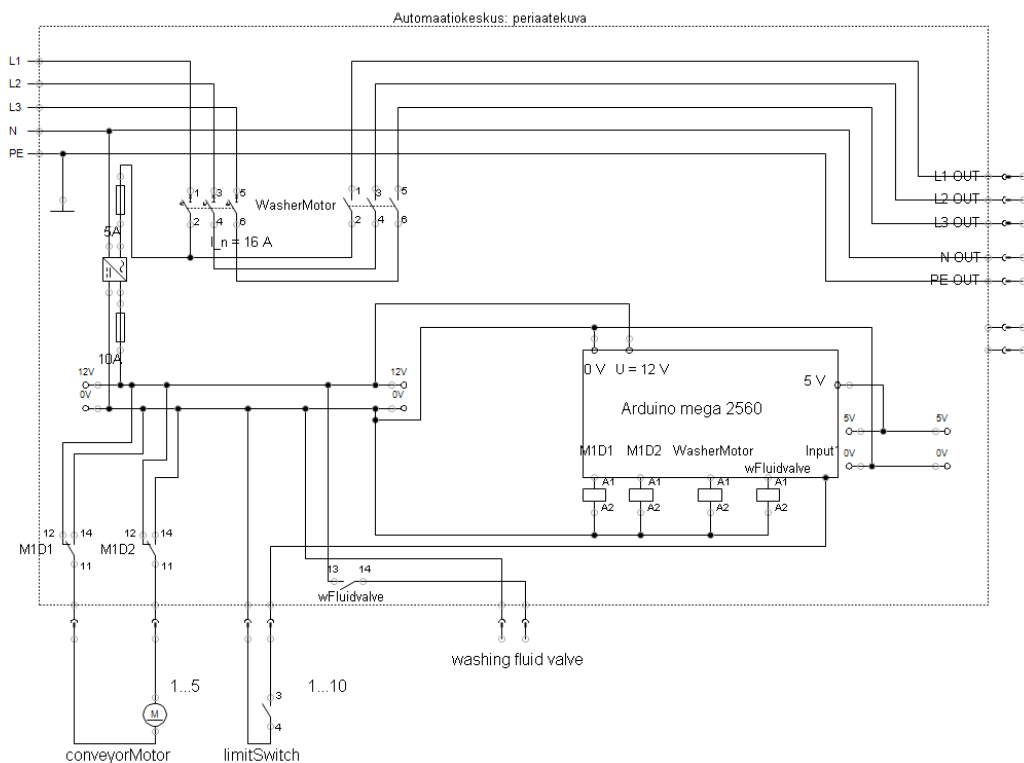 Automaatiokeskus: periaatekuva
L1
L2
L3
N
PE
1 3 5
WasherMotor
1 3 5
2 4 6
2 4 6
I_n = 16 A
5A
L1 OUT
L2 OUT
L3 OUT
N OUT
PE OUT
10A
12V
0V
12V
0V
0 V U = 12 V
5 V
Arduino mega 2560
5V
5V
0V
0V
M1D1 M1D2 WasherMotor Input1
wFluidvalve
A1 A1 A1 A1
A2 A2 A2 A2
12 14
M1D1
11
12 14
M1D2
11
13 14
wFluidvalve
washing fluid valve
1...5
1...10
3
4
M
conveyorMotor
limitSwitch